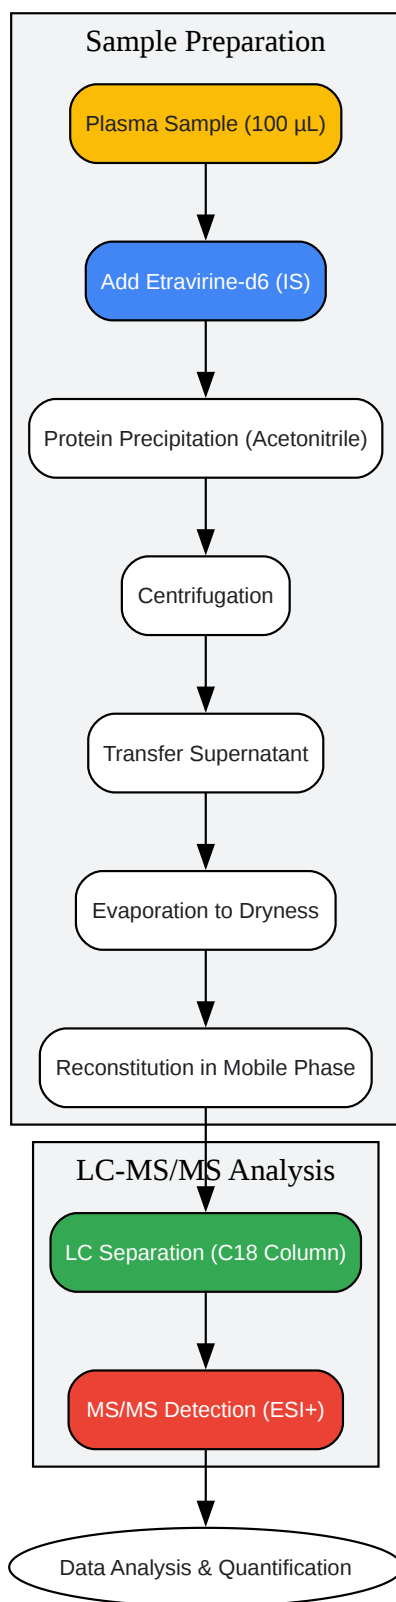 Sample Preparation
Plasma Sample (100 µL)
Add Etravirine-d6 (IS)
Protein Precipitation (Acetonitrile)
Centrifugation
Transfer Supernatant
Evaporation to Dryness
Reconstitution in Mobile Phase
LC-MS/MS Analysis
LC Separation (C18 Column)
MS/MS Detection (ESI+)
Data Analysis & Quantification